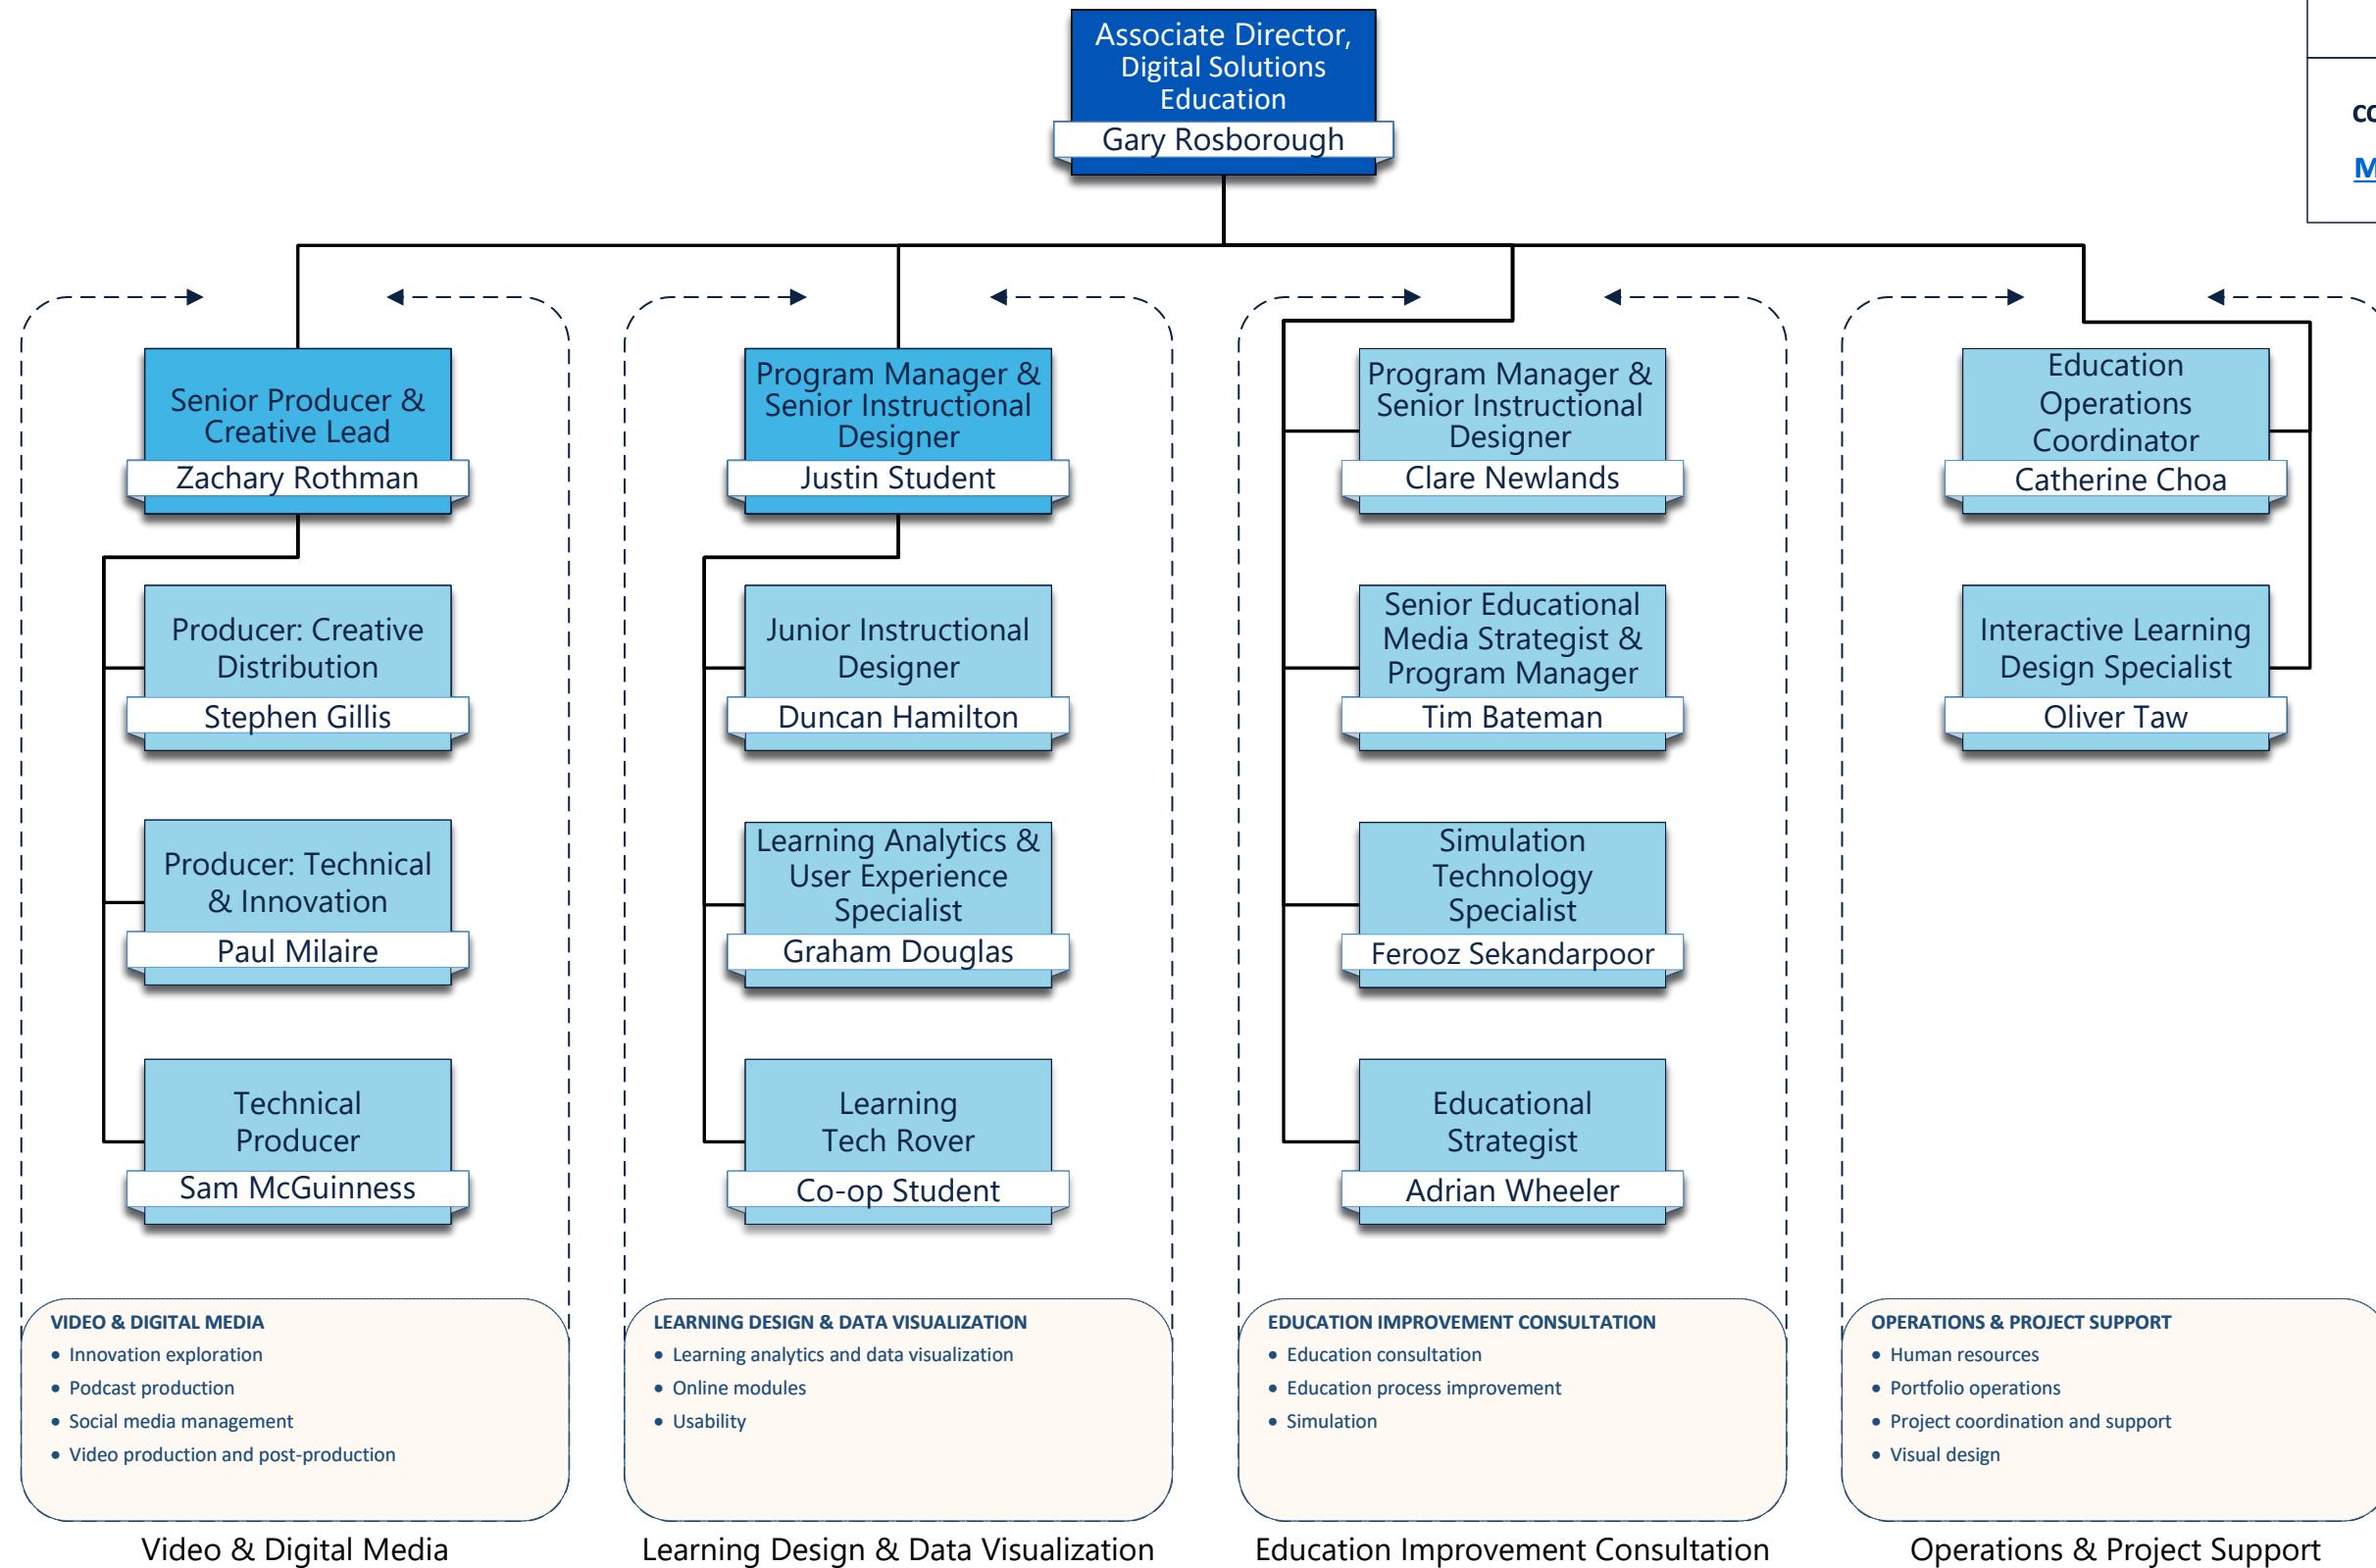 Associate Director,
Digital Solutions
Education
Gary Rosborough
Senior Producer &
Creative Lead
Zachary Rothman
Program Manager &
Senior Instructional
Designer
Justin Student
Program Manager &
Senior Instructional
Designer
Clare Newlands
Education
Operations
Coordinator
Catherine Choa
Producer: Creative
Distribution
Stephen Gillis
Junior Instructional
Designer
Duncan Hamilton
Senior Educational
Media Strategist &
Program Manager
Tim Bateman
Interactive Learning
Design Specialist
Oliver Taw
Producer: Technical
& Innovation
Paul Milaire
Learning Analytics &
User Experience
Specialist
Graham Douglas
Simulation
Technology
Specialist
Ferooz Sekandarpoor
Technical
Producer
Sam McGuinness
Learning
Tech Rover
Co-op Student
Educational
Strategist
Adrian Wheeler
VIDEO & DIGITAL MEDIA
• Innovation exploration
• Podcast production
• Social media management
• Video production and post-production
LEARNING DESIGN & DATA VISUALIZATION
• Learning analytics and data visualization
• Online modules
• Usability
EDUCATION IMPROVEMENT CONSULTATION
• Education consultation
• Education process improvement
• Simulation
OPERATIONS & PROJECT SUPPORT
• Human resources
• Portfolio operations
• Project coordination and support
• Visual design
Video & Digital Media
Learning Design & Data Visualization
Education Improvement Consultation
Operations & Project Support